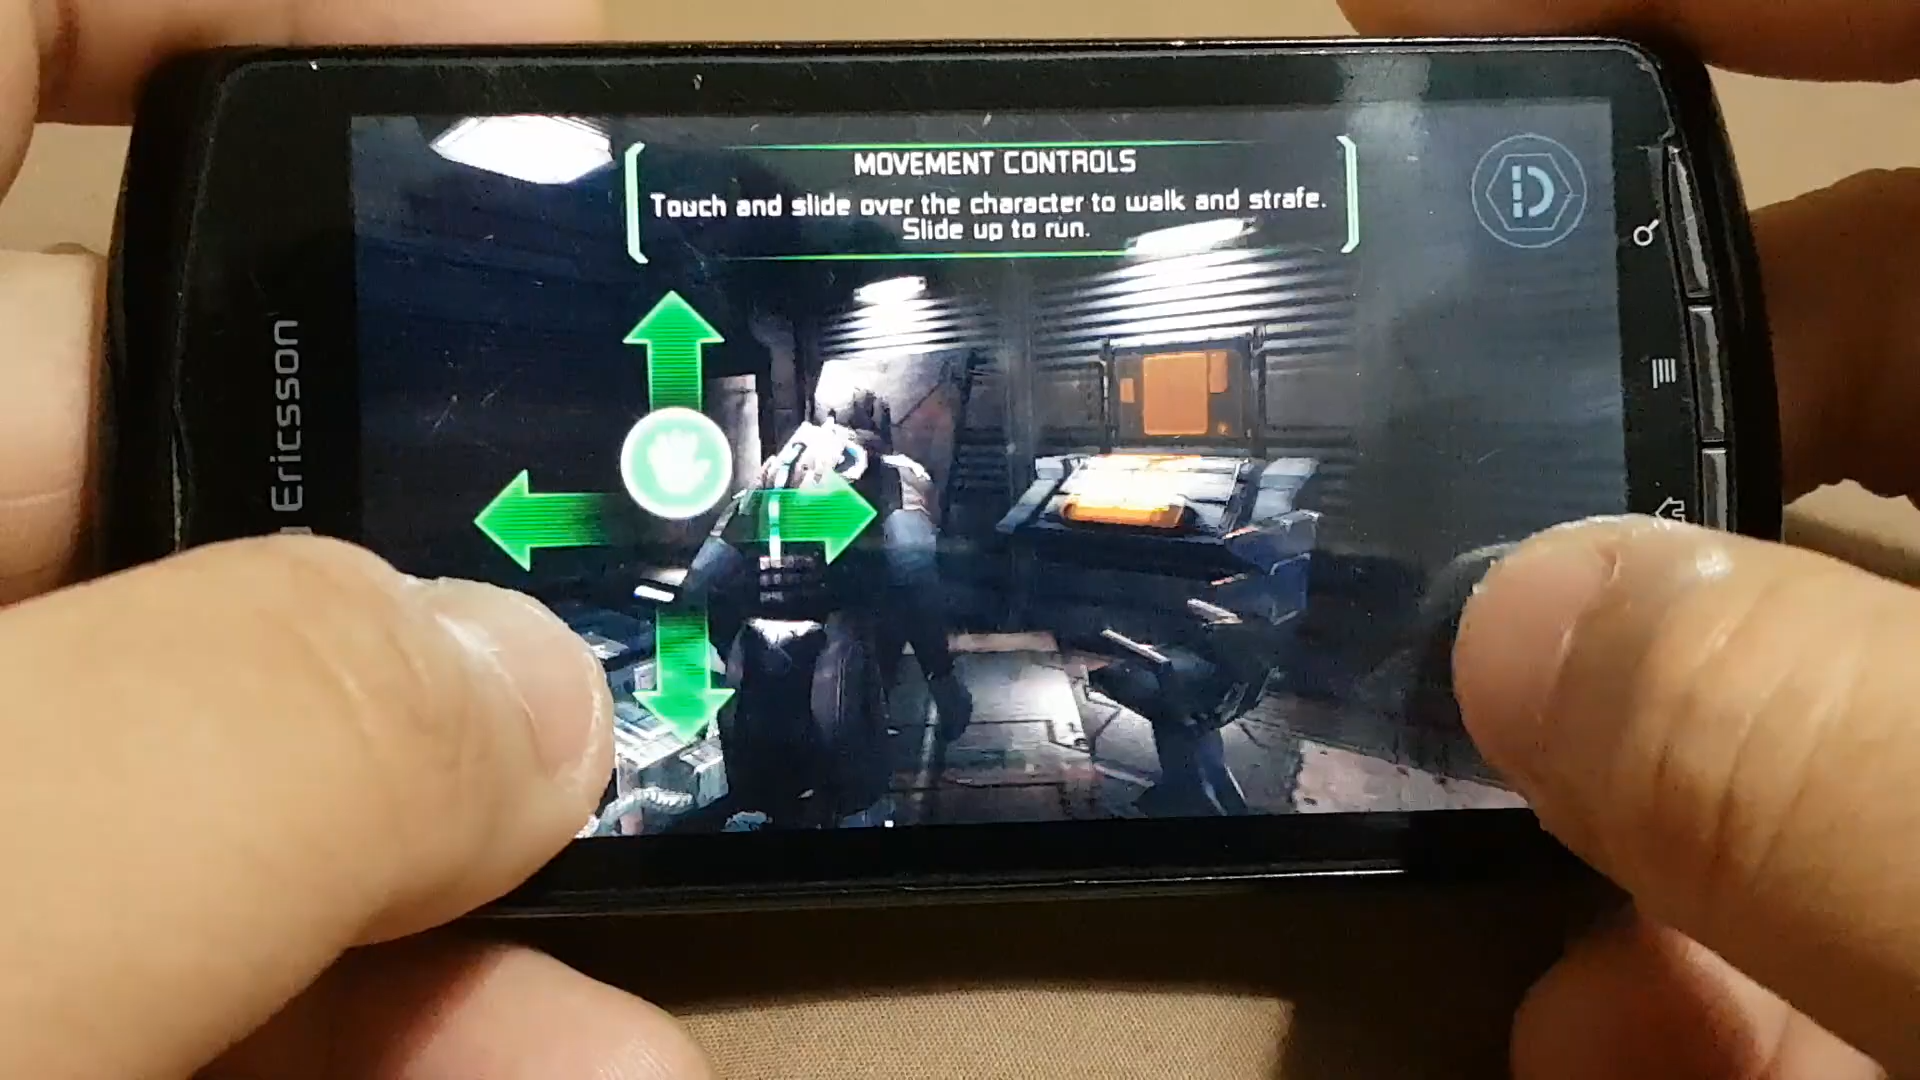 MOVEMENT CONTROLS
Touch and slide over the character to walk and strafe.
Slide up to run.
Ericsson